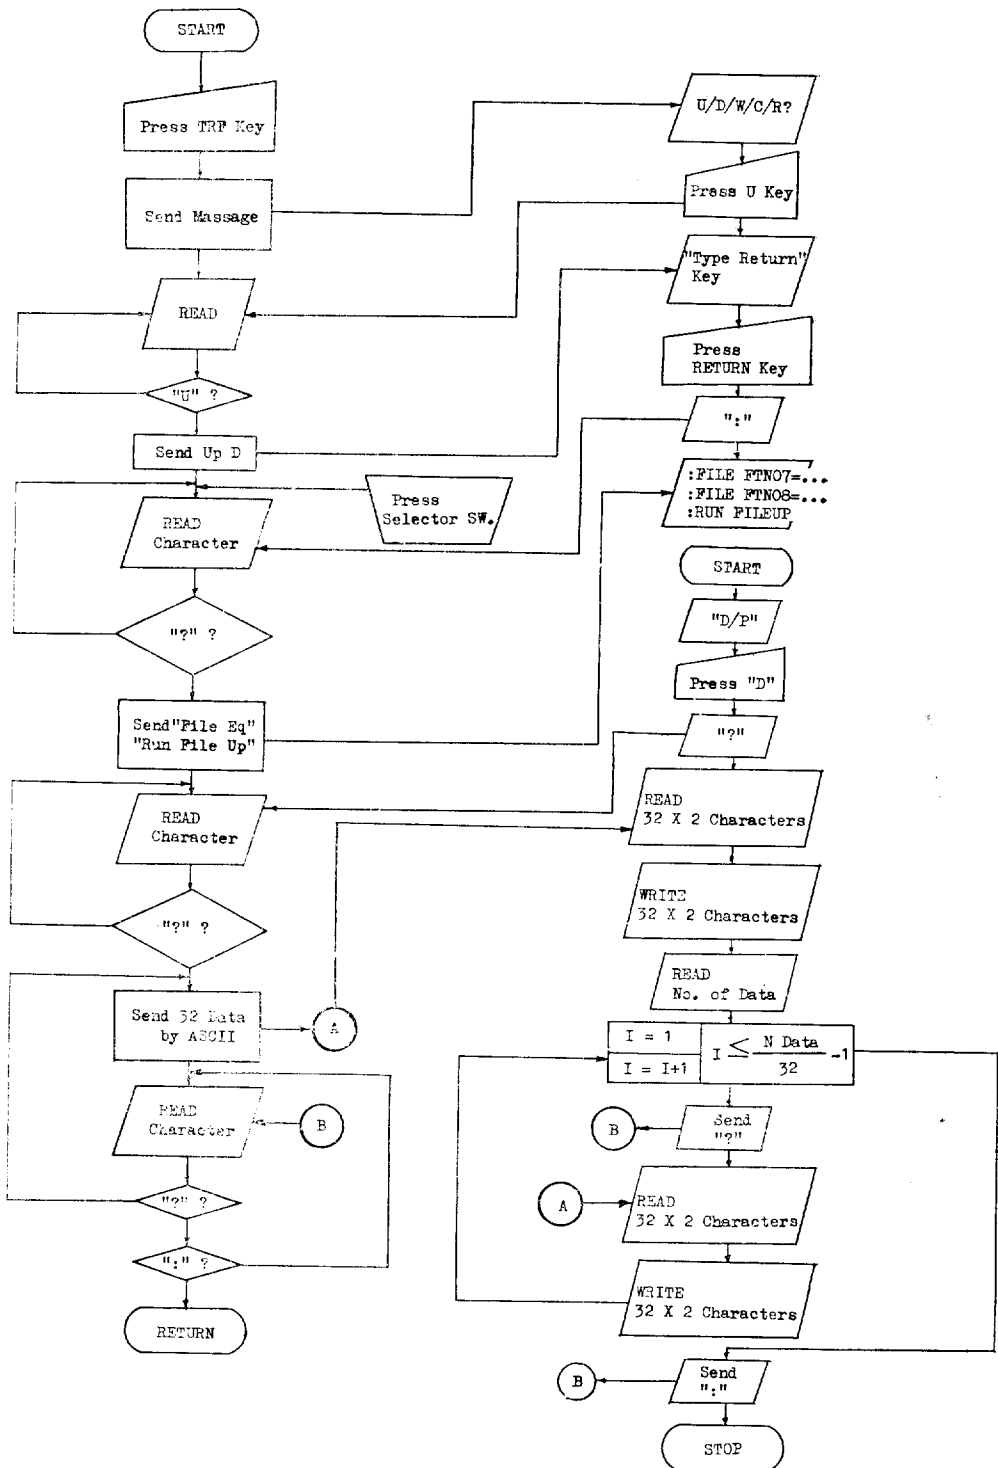 START
Press TRF Key
Send Massage
READ
"U" ?
Send Up D
Press
Selector SW.
READ
Character
"?" ?
Send"File Eq"
"Run File Up"
READ
Character
"?" ?
Send 32 Data
by ASCII
A
READ
Character
B
"?" ?
":" ?
RETURN
U/D/W/C/R?
Press U Key
"Type Return"
Key
Press
RETURN Key
":"
:FILE FTN07=...
:FILE FTN08=...
:RUN FILEUP
START
"D/P"
Press "D"
"?"
READ
32 X 2 Characters
WRITE
32 X 2 Characters
READ
No. of Data
I = 1
I = I+1
I ≤ N Data
32
-1
B
Send
"?"
A
READ
32 X 2 Characters
WRITE
32 X 2 Characters
B
Send
":"
STOP